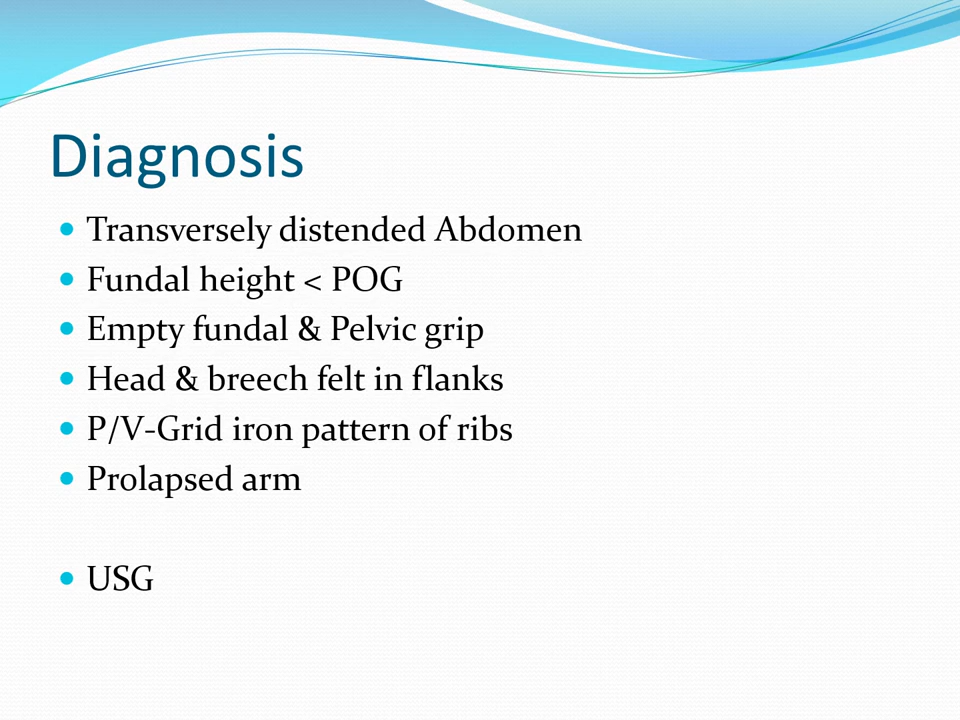 Diagnosis
Transversely distended Abdomen
Fundal height < POG
Empty fundal & Pelvic grip
Head & breech felt in flanks
P/V-Grid iron pattern of ribs
Prolapsed arm
USG